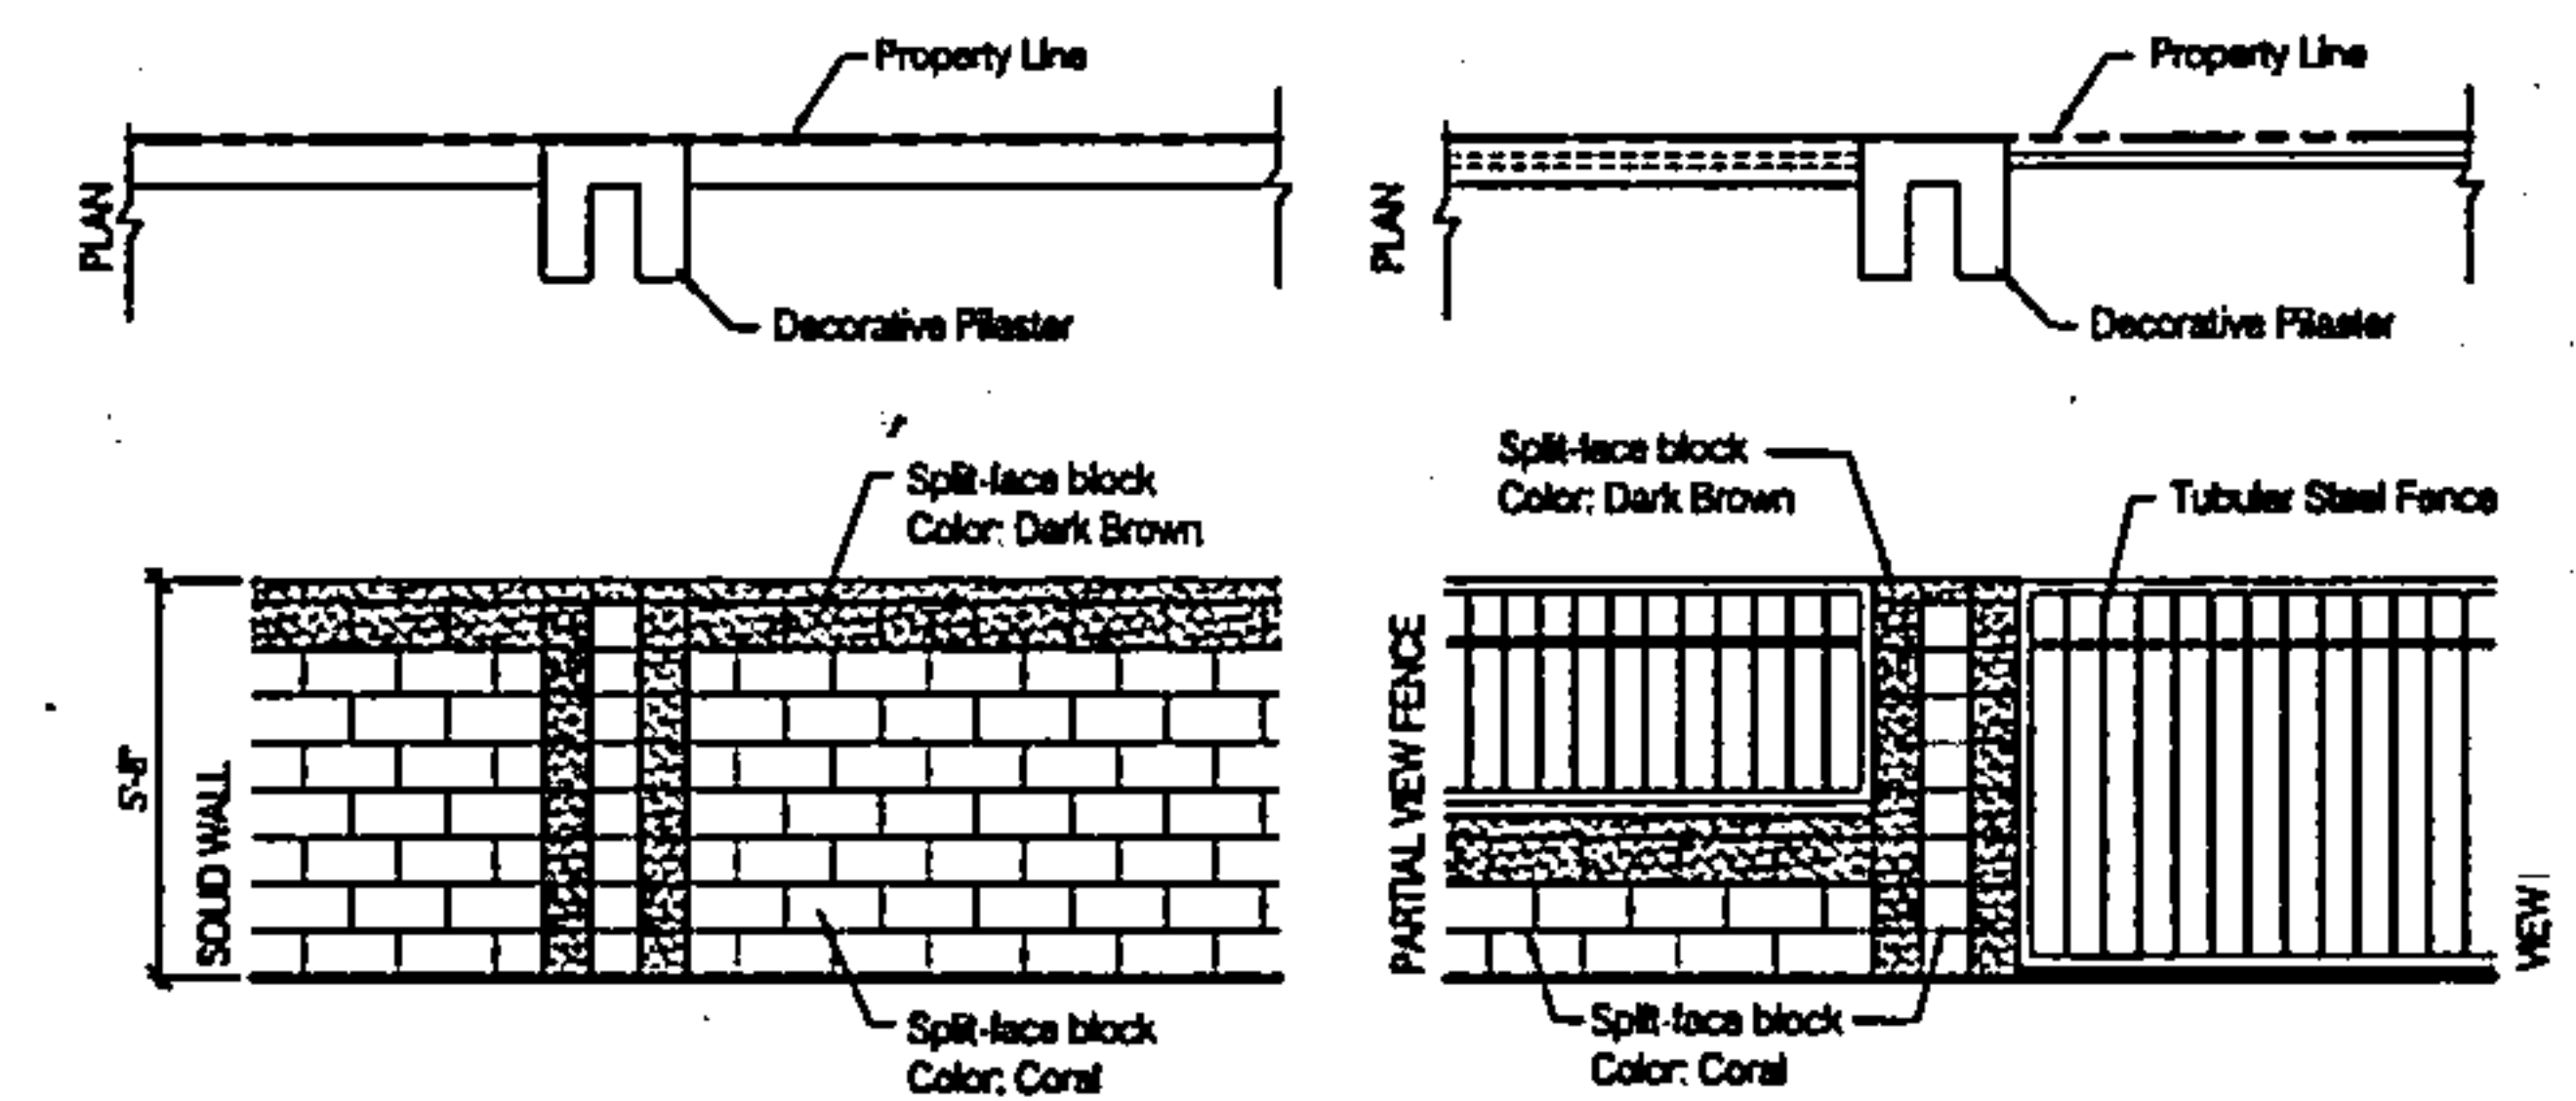 Property Line
PLAN
Decorative Pilaster
Split-face block
Color: Dark Brown
5'-8"
SOLID WALL
Split-face block
Color: Coral
Property Line
PLAN
Decorative Pilaster
Split-face block
Color: Dark Brown
Tubular Steel Fence
PARTIAL VIEW FENCE
VIEW
Split-face block
Color: Coral